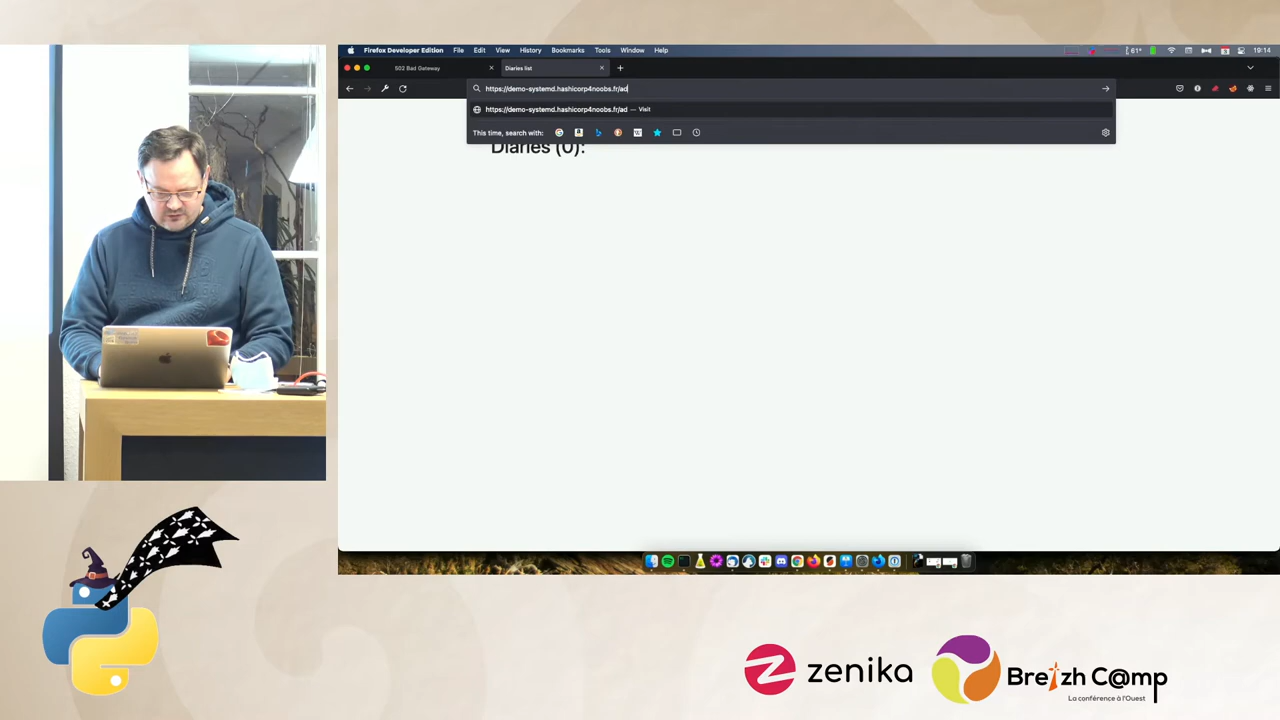 Firefox Developer Edition File Edit View History Bookmarks Tools Window Help 61° 19:14
502 Bad Gateway Diaries list
https://demo-systemd.hashicorp4noobs.fr/ad
https://demo-systemd.hashicorp4noobs.fr/ad — Visit
This time, search with:
Diaries (0):
zenika
Breizh C@mp
La conférence à l'Ouest